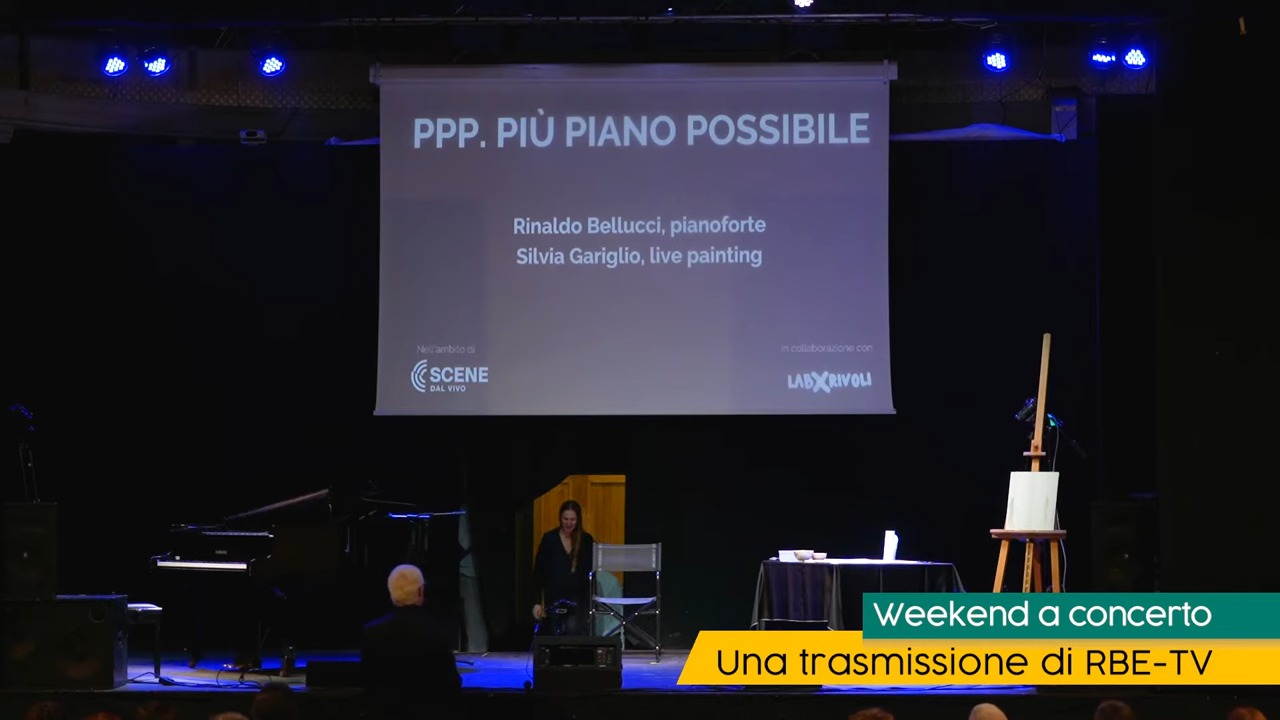 PPP. PIÙ PIANO POSSIBILE
Rinaldo Bellucci, pianoforte
Silvia Gariglio, live painting
Nell'ambito di
SCENE
DAL VIVO
In collaborazione con
LABXRIVOLI
YAMAHA
Weekend a concerto
Una trasmissione di RBE-TV